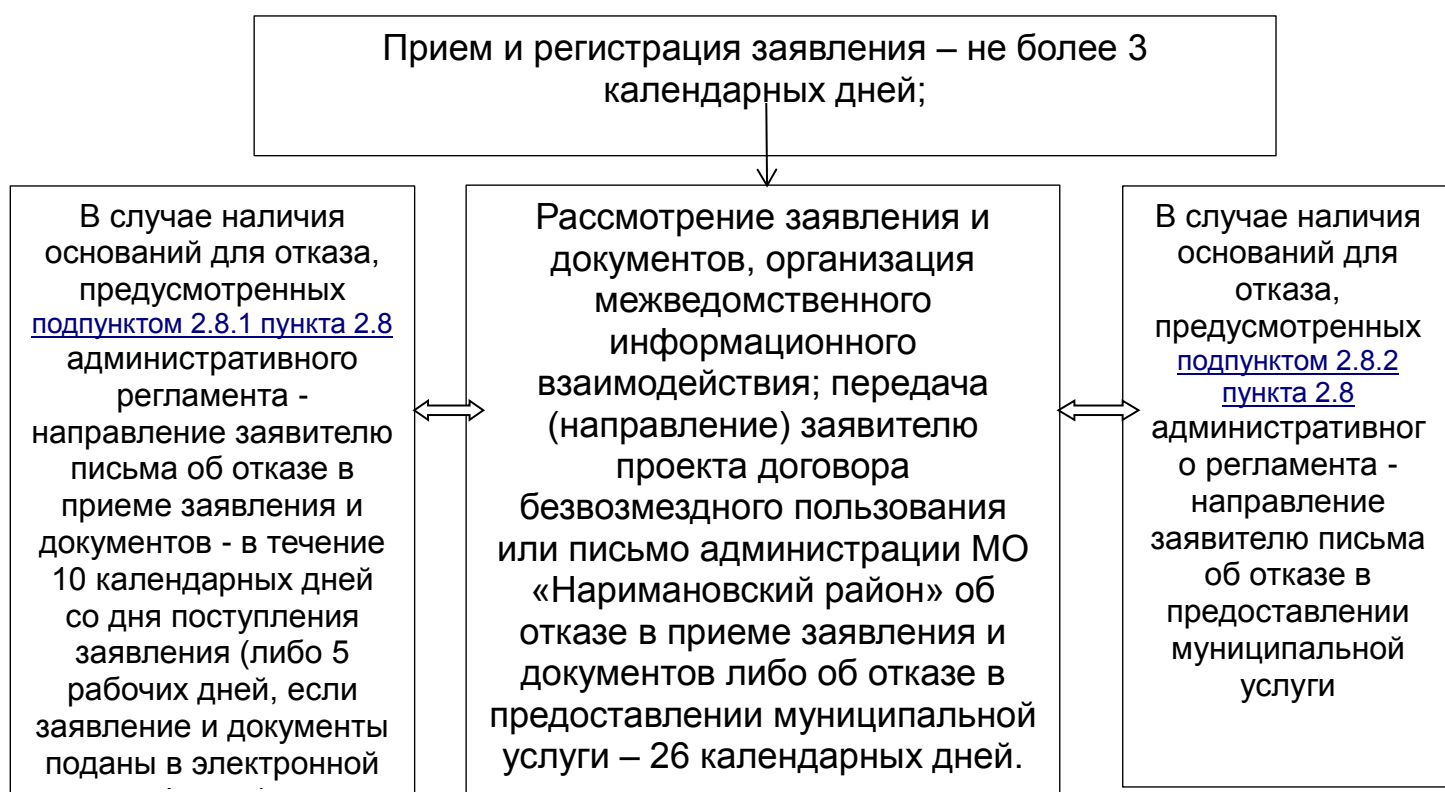 Прием и регистрация заявления – не более 3
календарных дней;
В случае наличия
оснований для отказа,
предусмотренных
подпунктом 2.8.1 пункта 2.8
административного
регламента -
направление заявителю
письма об отказе в
приеме заявления и
документов - в течение
10 календарных дней
со дня поступления
заявления (либо 5
рабочих дней, если
заявление и документы
поданы в электронной
Рассмотрение заявления и
документов, организация
межведомственного
информационного
взаимодействия; передача
(направление) заявителю
проекта договора
безвозмездного пользования
или письмо администрации МО
«Наримановский район» об
отказе в приеме заявления и
документов либо об отказе в
предоставлении муниципальной
услуги – 26 календарных дней.
В случае наличия
оснований для
отказа,
предусмотренных
подпунктом 2.8.2
пункта 2.8
административног
о регламента -
направление
заявителю письма
об отказе в
предоставлении
муниципальной
услуги